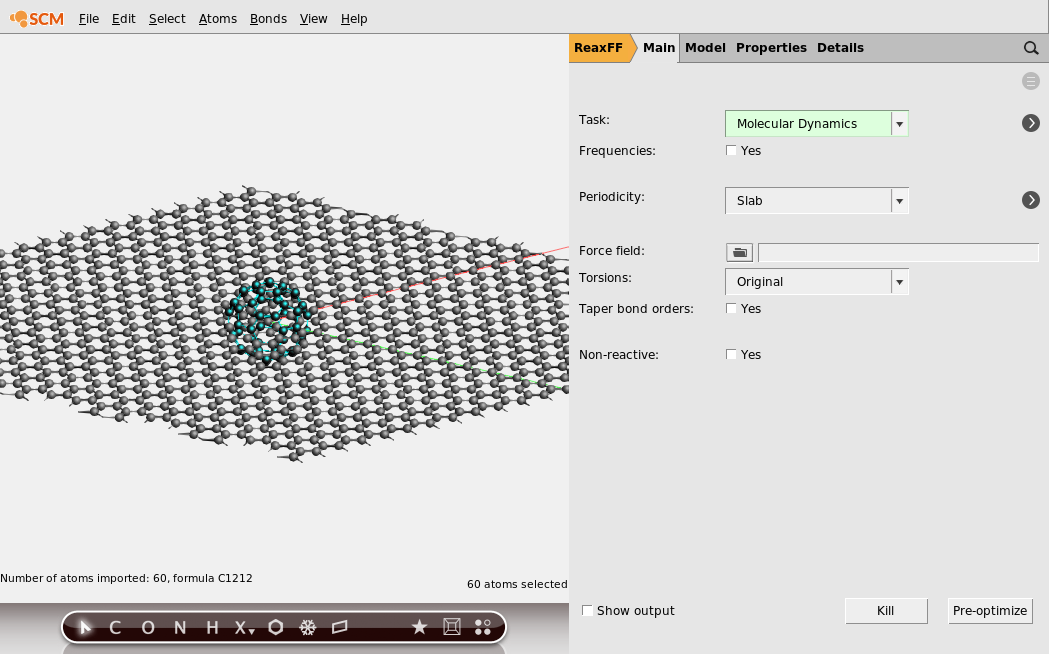 SCM File Edit Select Atoms Bonds View Help
ReaxFF Main Model Properties Details
Task: Molecular Dynamics
Frequencies: Yes
Periodicity: Slab
Force field:
Torsions: Original
Taper bond orders: Yes
Non-reactive: Yes
Number of atoms imported: 60, formula C1212
60 atoms selected
Show output Kill Pre-optimize
C O N H X